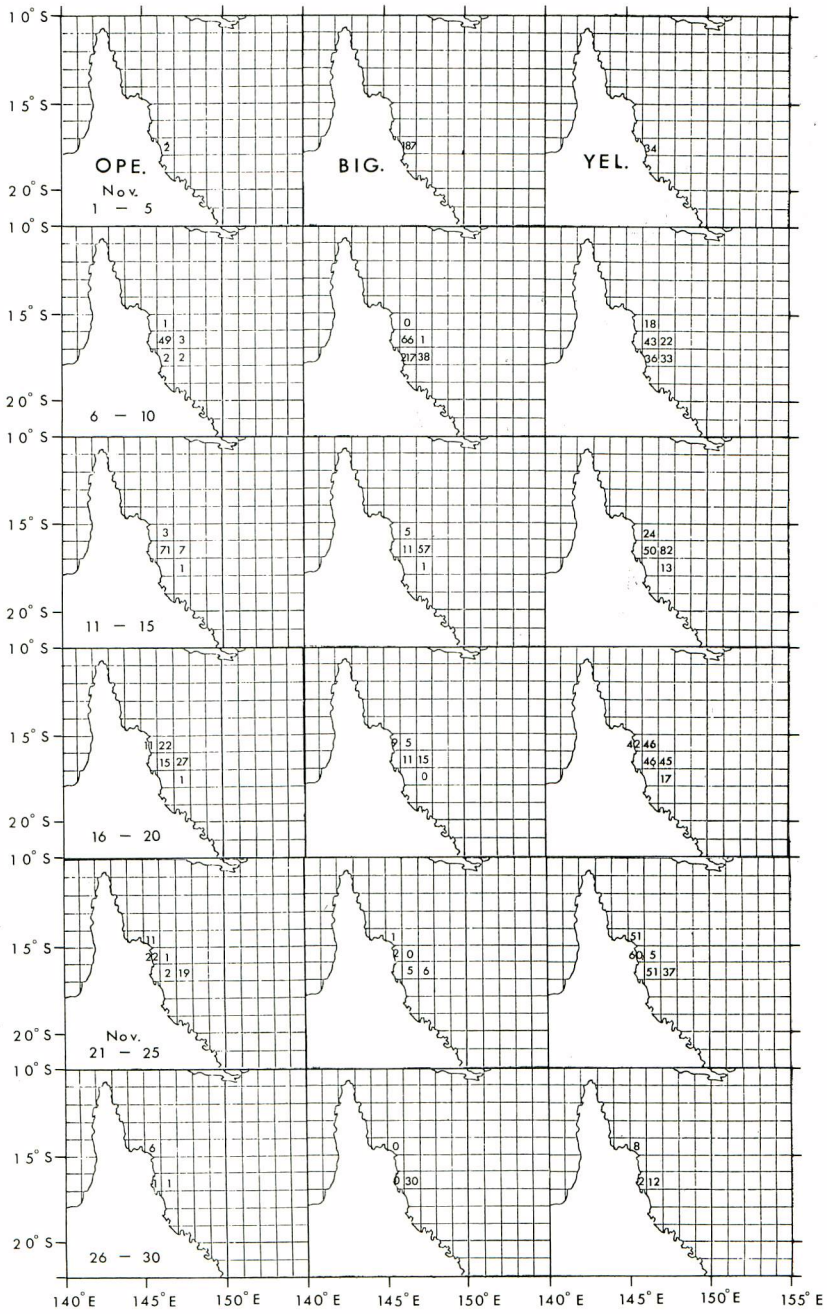 10° S
15° S
2
187
34
OPE.
BIG.
YEL.
20° S
Nov.
1 – 5
10° S
15° S
1
0
18
49 3
66 1
43 22
2 2
217 38
36 33
20° S
6 – 10
10° S
15° S
3
5
24
71 7
11 57
50 82
1
1
13
20° S
11 – 15
10° S
15° S
11 22
9 5
42 46
15 27
11 15
46 45
1
0
17
20° S
16 – 20
10° S
15° S
11
1
51
22 1
2 0
60 5
2 19
5 6
51 37
Nov.
20° S
21 – 25
10° S
15° S
6
0
8
1 1
0 30
2 12
20° S
26 – 30
140° E 145° E 150° E 140° E 145° E 150° E 140° E 145° E 150° E 155° E